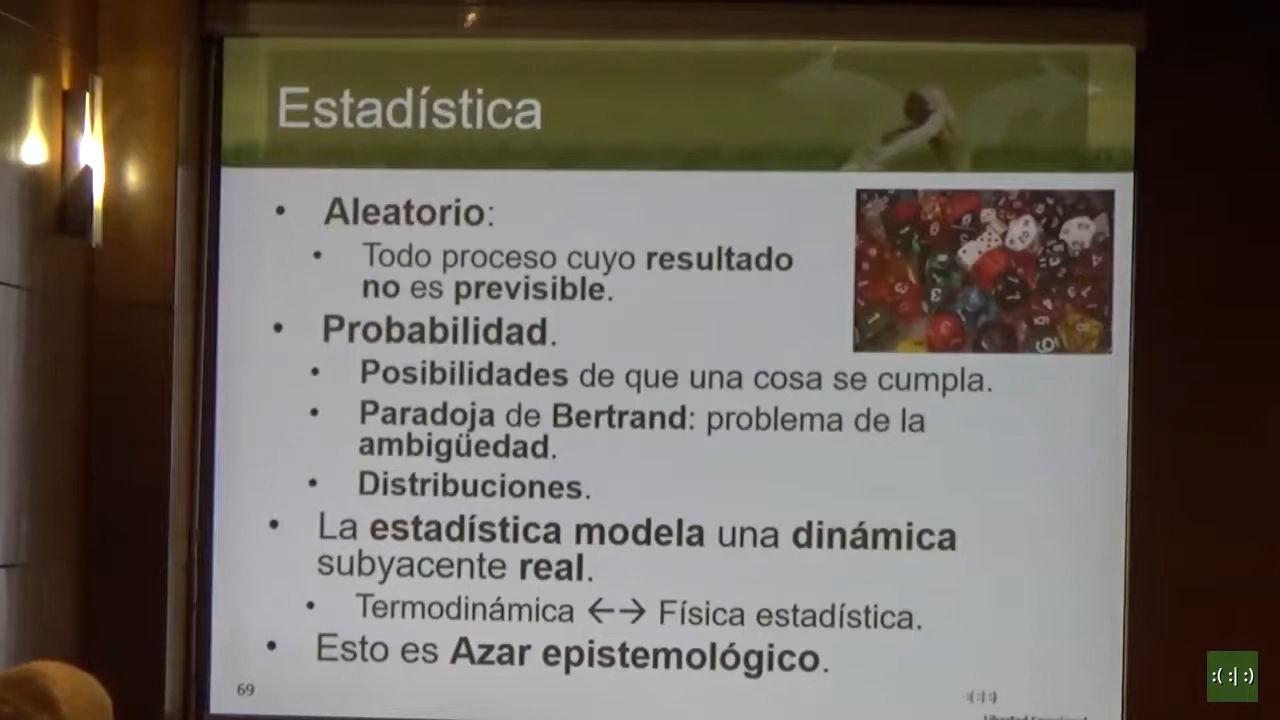 Estadística
• Aleatorio:
• Todo proceso cuyo resultado
no es previsible.
• Probabilidad.
• Posibilidades de que una cosa se cumpla.
• Paradoja de Bertrand: problema de la
ambigüedad.
• Distribuciones.
• La estadística modela una dinámica
subyacente real.
• Termodinámica ←→ Física estadística.
• Esto es Azar epistemológico.
69
:( :| :)